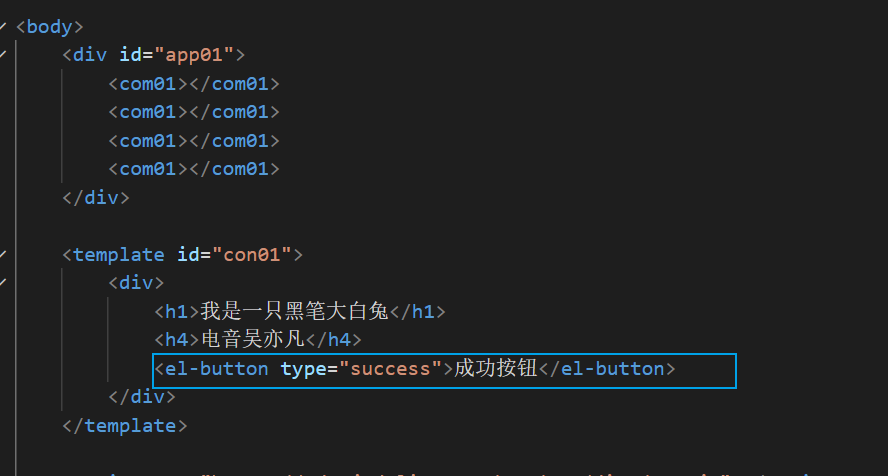 <body>
<div id="app01">
<com01></com01>
<com01></com01>
<com01></com01>
<com01></com01>
</div>
<template id="con01">
<div>
<h1>我是一只黑笔大白兔</h1>
<h4>电音吴亦凡</h4>
<el-button type="success">成功按钮</el-button>
</div>
</template>